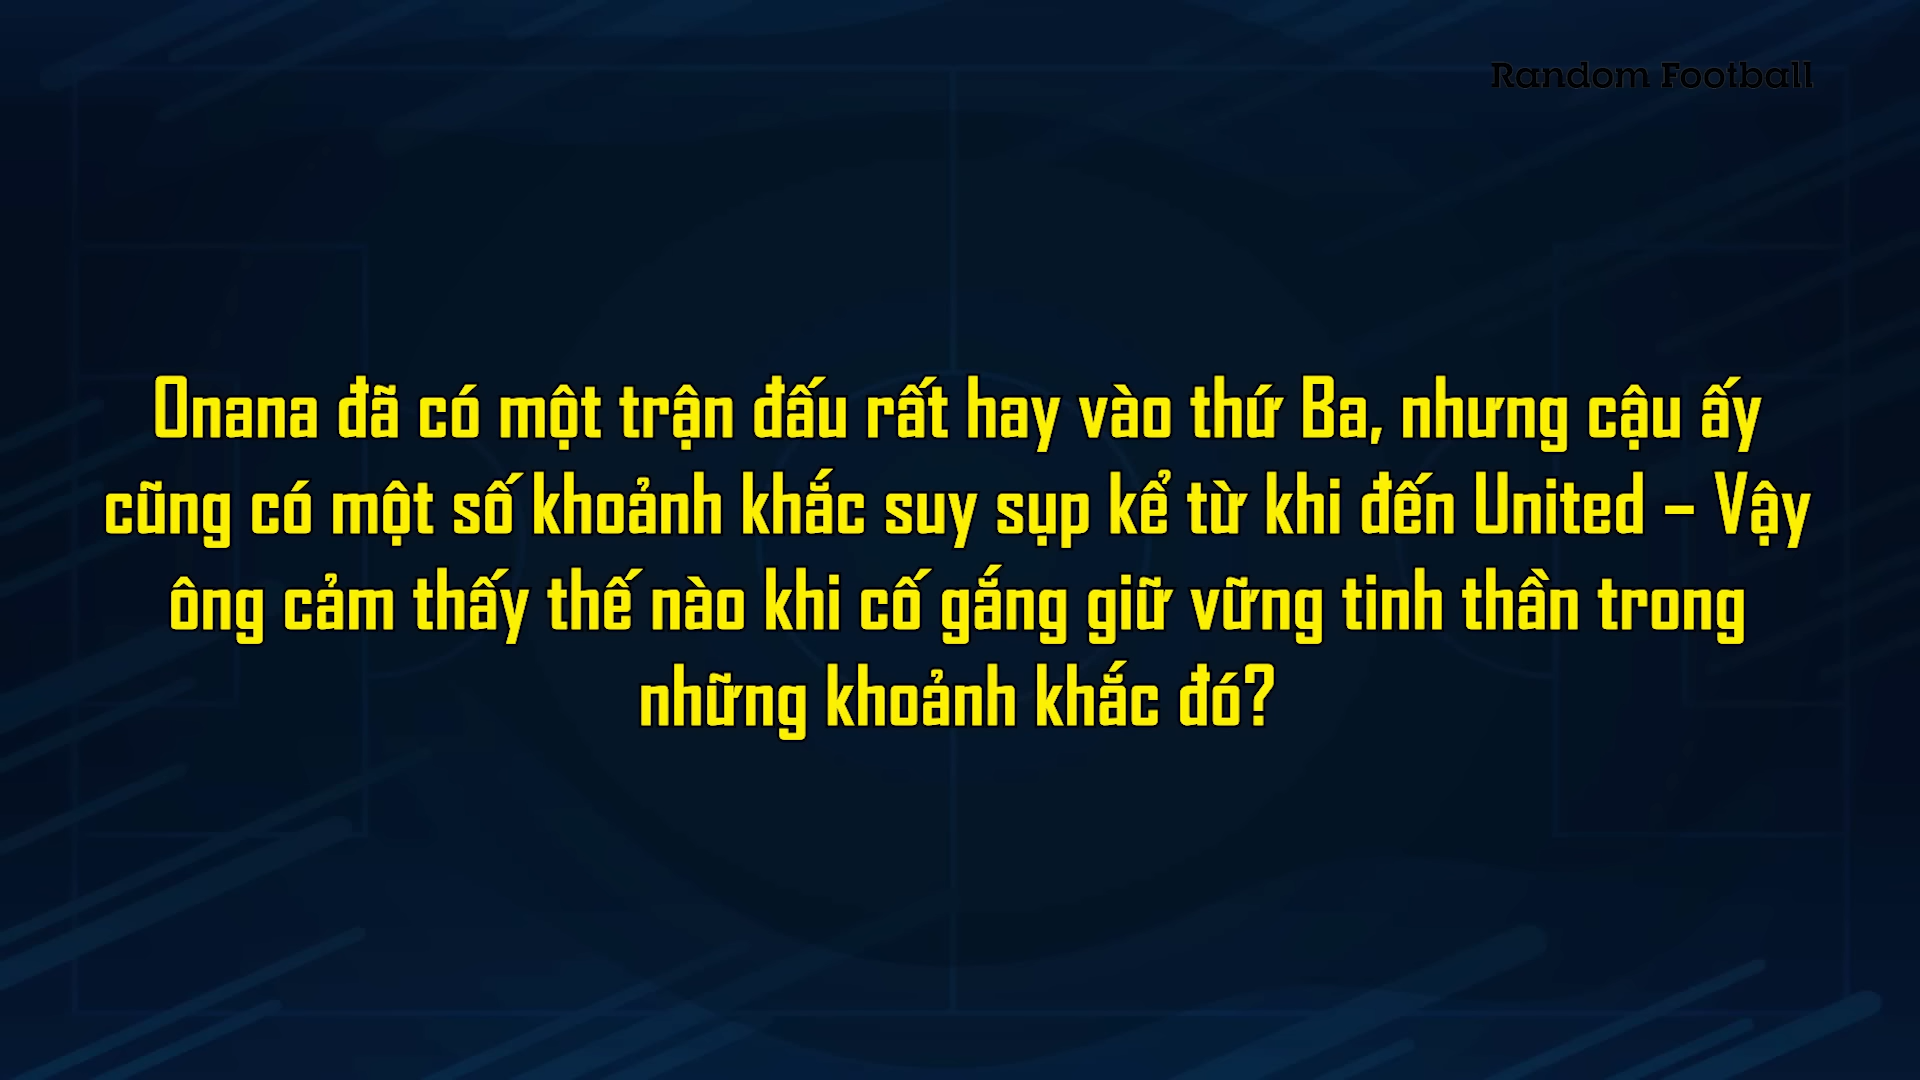 Random Football
Onana đã có một trận đấu rất hay vào thứ Ba, nhưng cậu ấy
cũng có một số khoảnh khắc suy sụp kể từ khi đến United – Vậy
ông cảm thấy thế nào khi cố gắng giữ vững tinh thần trong
những khoảnh khắc đó?